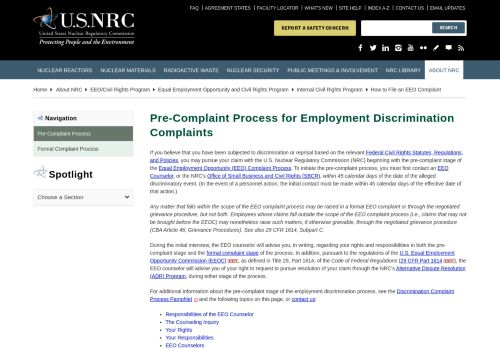 FAQ | AGREEMENT STATES | FACILITY LOCATOR | WHAT'S NEW | SITE HELP | INDEX A-Z | CONTACT US | EMAIL UPDATES
U.S.NRC
United States Nuclear Regulatory Commission
Protecting People and the Environment
REPORT A SAFETY CONCERN
SEARCH
NUCLEAR REACTORS NUCLEAR MATERIALS RADIOACTIVE WASTE NUCLEAR SECURITY PUBLIC MEETINGS & INVOLVEMENT NRC LIBRARY ABOUT NRC
Home About NRC EEO/Civil Rights Program Equal Employment Opportunity and Civil Rights Program Internal Civil Rights Program How to File an EEO Complaint
Navigation
Pre-Complaint Process
Formal Complaint Process
Spotlight
Choose a Section
Pre-Complaint Process for Employment Discrimination
Complaints
If you believe that you have been subjected to discrimination or reprisal based on the relevant Federal Civil Rights Statutes, Regulations,
and Policies, you may pursue your claim with the U.S. Nuclear Regulatory Commission (NRC) beginning with the pre-complaint stage of
the Equal Employment Opportunity (EEO) Complaint Process. To initiate the pre-complaint process, you must first contact an EEO
Counselor, or the NRC's Office of Small Business and Civil Rights (SBCR), within 45 calendar days of the date of the alleged
discriminatory event. (In the event of a personnel action, the initial contact must be made within 45 calendar days of the effective date of
that action.)
Any matter that falls within the scope of the EEO complaint process may be raised in a formal EEO complaint or through the negotiated
grievance procedure, but not both. Employees whose claims fall outside the scope of the EEO complaint process (i.e., claims that may not
be brought before the EEOC) may nonetheless raise such matters, if otherwise grievable, through the negotiated grievance procedure
(CBA Article 46, Grievance Procedures). See also 29 CFR 1614, Subpart C.
During the initial interview, the EEO counselor will advise you, in writing, regarding your rights and responsibilities in both the pre-
complaint stage and the formal complaint stage of the process. In addition, pursuant to the regulations of the U.S. Equal Employment
Opportunity Commission (EEOC) EXIT, as defined in Title 29, Part 1614, of the Code of Federal Regulations (29 CFR Part 1614 EXIT), the
EEO counselor will advise you of your right to request to pursue resolution of your claim through the NRC's Alternative Dispute Resolution
(ADR) Program, during either stage of the process.
For additional information about the pre-complaint stage of the employment discrimination process, see the Discrimination Complaint
Process Pamphlet and the following topics on this page, or contact us:
Responsibilities of the EEO Counselor
The Counseling Inquiry
Your Rights
Your Responsibilities
EEO Counselors